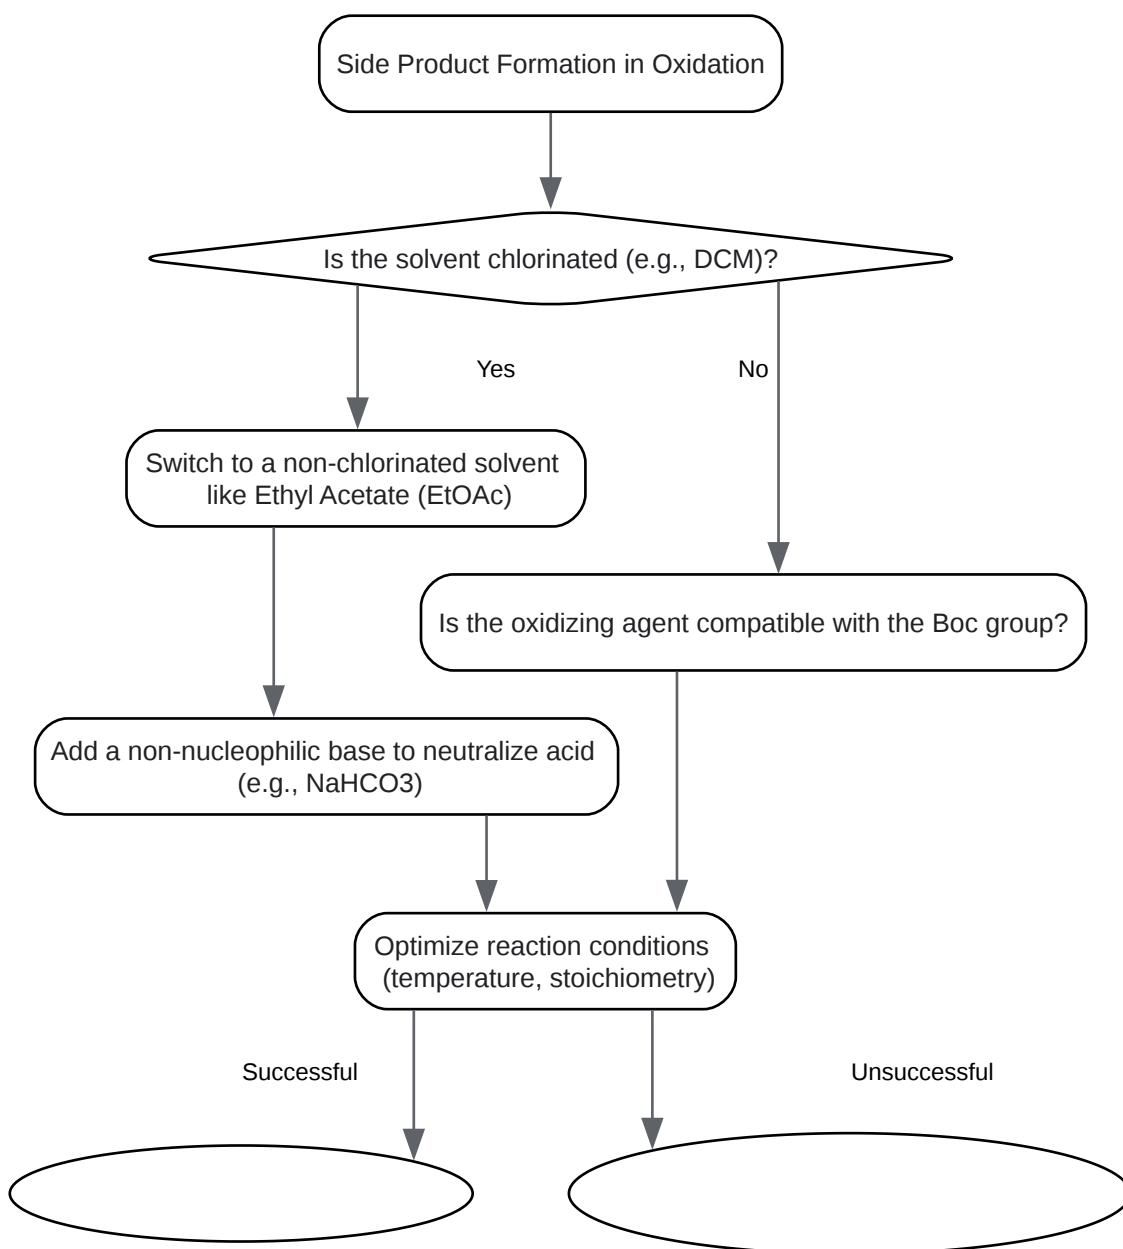 Side Product Formation in Oxidation
Is the solvent chlorinated (e.g., DCM)?
Yes
No
Switch to a non-chlorinated solvent
like Ethyl Acetate (EtOAc)
Is the oxidizing agent compatible with the Boc group?
Add a non-nucleophilic base to neutralize acid
(e.g., NaHCO3)
Optimize reaction conditions
(temperature, stoichiometry)
Successful
Unsuccessful